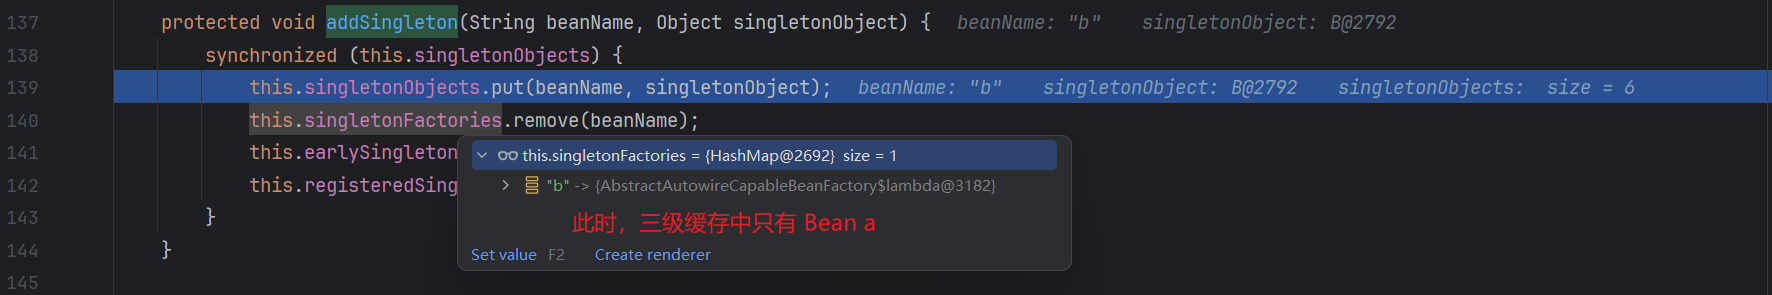 137 protected void addSingleton(String beanName, Object singletonObject) { beanName: "b" singletonObject: B@2792
138 synchronized (this.singletonObjects) {
139 this.singletonObjects.put(beanName, singletonObject); beanName: "b" singletonObject: B@2792 singletonObjects: size = 6
140 this.singletonFactories.remove(beanName);
141 this.earlySingleton
142 this.registeredSing
143 }
144 }
145
this.singletonFactories = {HashMap@2692} size = 1
"b" -> {AbstractAutowireCapableBeanFactory$lambda@3182}
此时，三级缓存中只有 Bean a
Set value F2 Create renderer